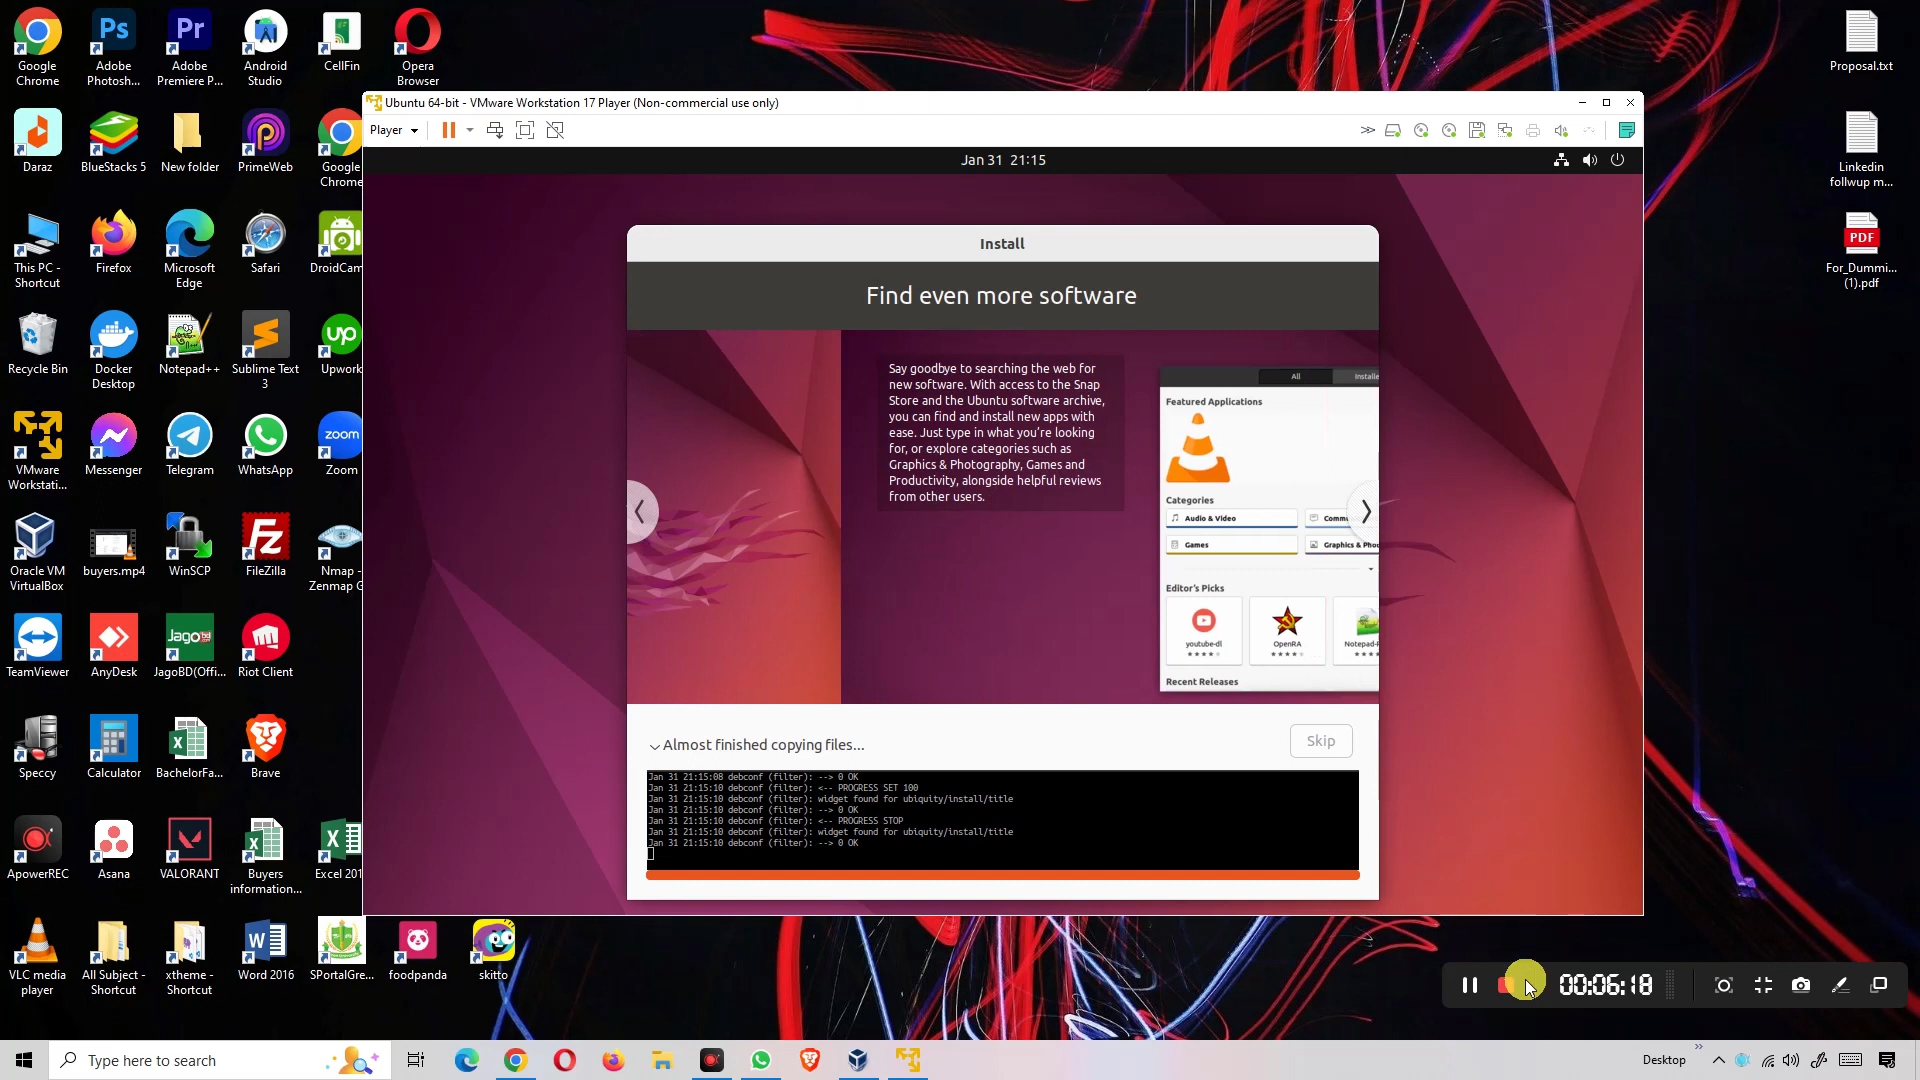 Google
Chrome
Ps
Adobe
Photosh...
Pr
Adobe
Premiere P...
Android
Studio
CellFin
Opera
Browser
Daraz
BlueStacks 5
New folder
PrimeWeb
Google
Chrome
This PC -
Shortcut
Firefox
Microsoft
Edge
Safari
DroidCam
Recycle Bin
Docker
Desktop
Notepad++
Sublime Text
3
up
Upwork
VMware
Workstati...
Messenger
Telegram
WhatsApp
zoom
Zoom
Oracle VM
VirtualBox
buyers.mp4
WinSCP
Fz
FileZilla
Nmap -
Zenmap G
TeamViewer
AnyDesk
JagoBD(Offi...
Riot Client
Speccy
Calculator
BachelorFa...
Brave
ApowerREC
Asana
VALORANT
Buyers
information...
Excel 201
VLC media
player
All Subject -
Shortcut
xtheme -
Shortcut
Word 2016
SPortalGre...
foodpanda
skitto
Proposal.txt
Linkedin
follwup m...
PDF
For_Dummi...
(1).pdf
Ubuntu 64-bit - VMware Workstation 17 Player (Non-commercial use only)
Player
Jan 31 21:15
Install
Find even more software
Say goodbye to searching the web for
new software. With access to the Snap
Store and the Ubuntu software archive,
you can find and install new apps with
ease. Just type in what you're looking
for, or explore categories such as
Graphics & Photography, Games and
Productivity, alongside helpful reviews
from other users.
All
Installe
Featured Applications
Categories
Audio & Video
Comm
Games
Graphics & Pho
Editor's Picks
youtube-dl
OpenRA
Notepad-
Recent Releases
Almost finished copying files...
Skip
Jan 31 21:15:08 debconf (filter): --> 0 OK
Jan 31 21:15:10 debconf (filter): <-- PROGRESS SET 100
Jan 31 21:15:10 debconf (filter): widget found for ubiquity/install/title
Jan 31 21:15:10 debconf (filter): --> 0 OK
Jan 31 21:15:10 debconf (filter): <-- PROGRESS STOP
Jan 31 21:15:10 debconf (filter): widget found for ubiquity/install/title
Jan 31 21:15:10 debconf (filter): --> 0 OK
00:06:18
Type here to search
Desktop